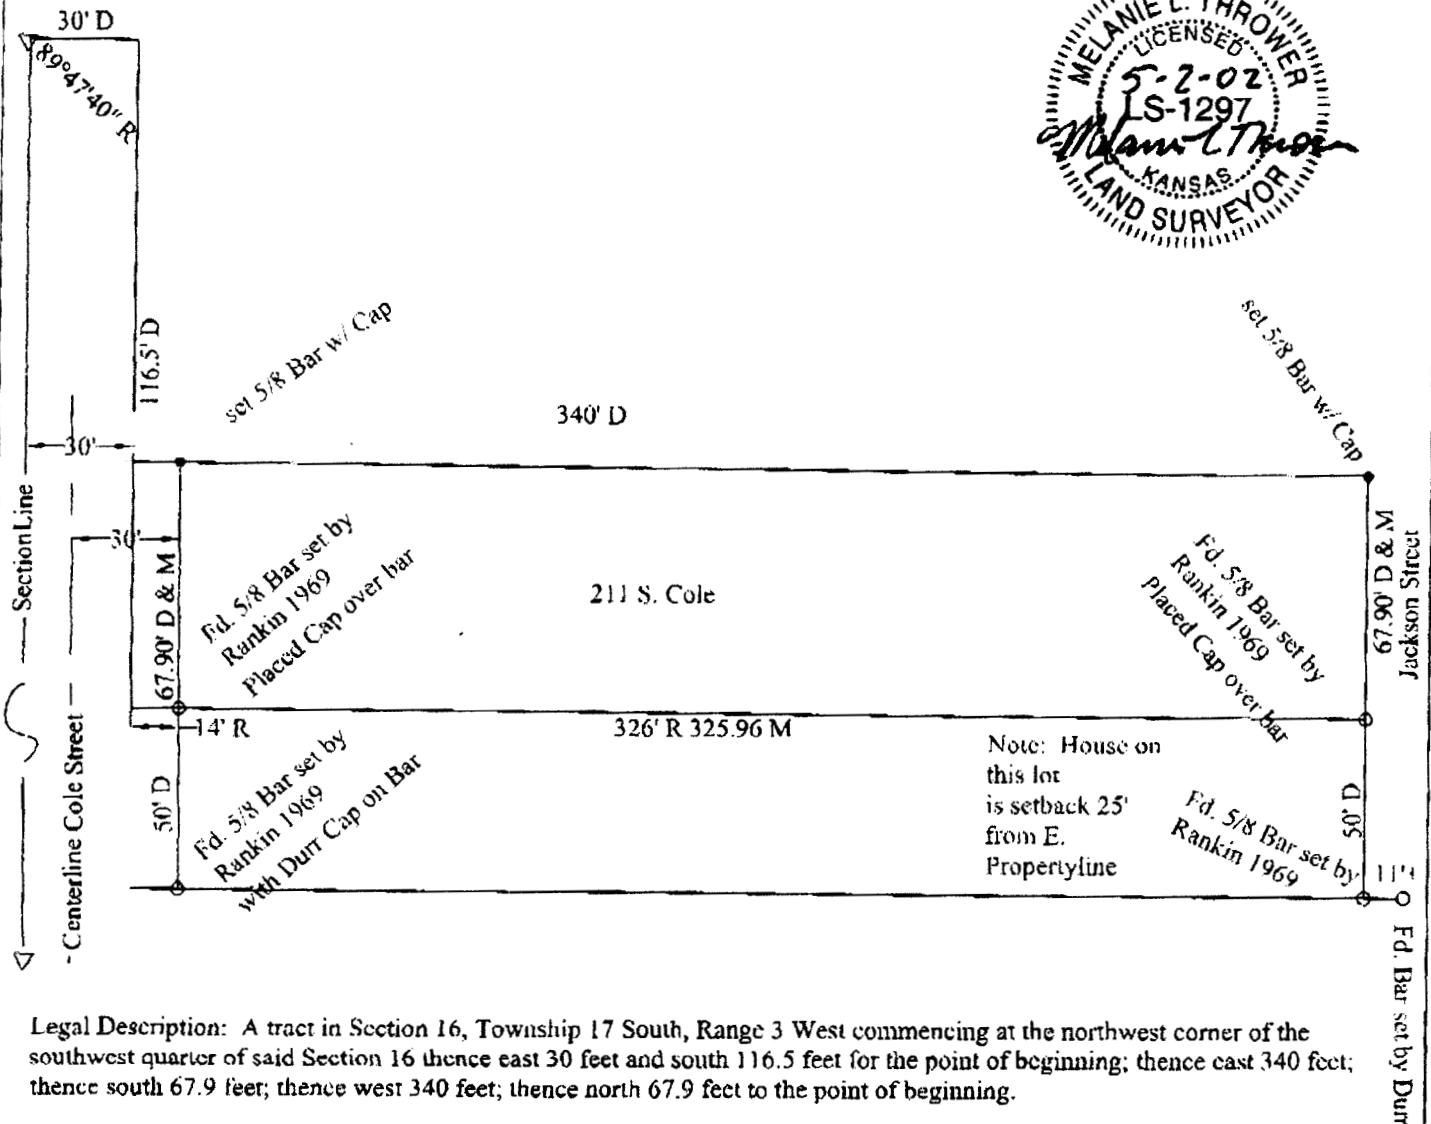 30' D
89°47'40" R
MELANIE L. THROWER
LICENSED
5-2-02
LS-1297
KANSAS
LAND SURVEYOR
116.5' D
set 5/8 Bar w/ Cap
340' D
set 5/8 Bar w/ Cap
30'
30'
Section Line
Centerline Cole Street
67.90' D & M
Fd. 5/8 Bar set by
Rankin 1969
Placed Cap over bar
211 S. Cole
Fd. 5/8 Bar set by
Rankin 1969
Placed Cap over bar
67.90' D & M
Jackson Street
14' R
326' R 325.96 M
50' D
Fd. 5/8 Bar set by
Rankin 1969
with Durr Cap on Bar
Note: House on
this lot
is setback 25'
from E.
Propertyline
Fd. 5/8 Bar set by
Rankin 1969
50' D
Fd. Bar set by Durr
Legal Description: A tract in Section 16, Township 17 South, Range 3 West commencing at the northwest corner of the
southwest quarter of said Section 16 thence east 30 feet and south 116.5 feet for the point of beginning; thence east 340 feet;
thence south 67.9 feet; thence west 340 feet; thence north 67.9 feet to the point of beginning.